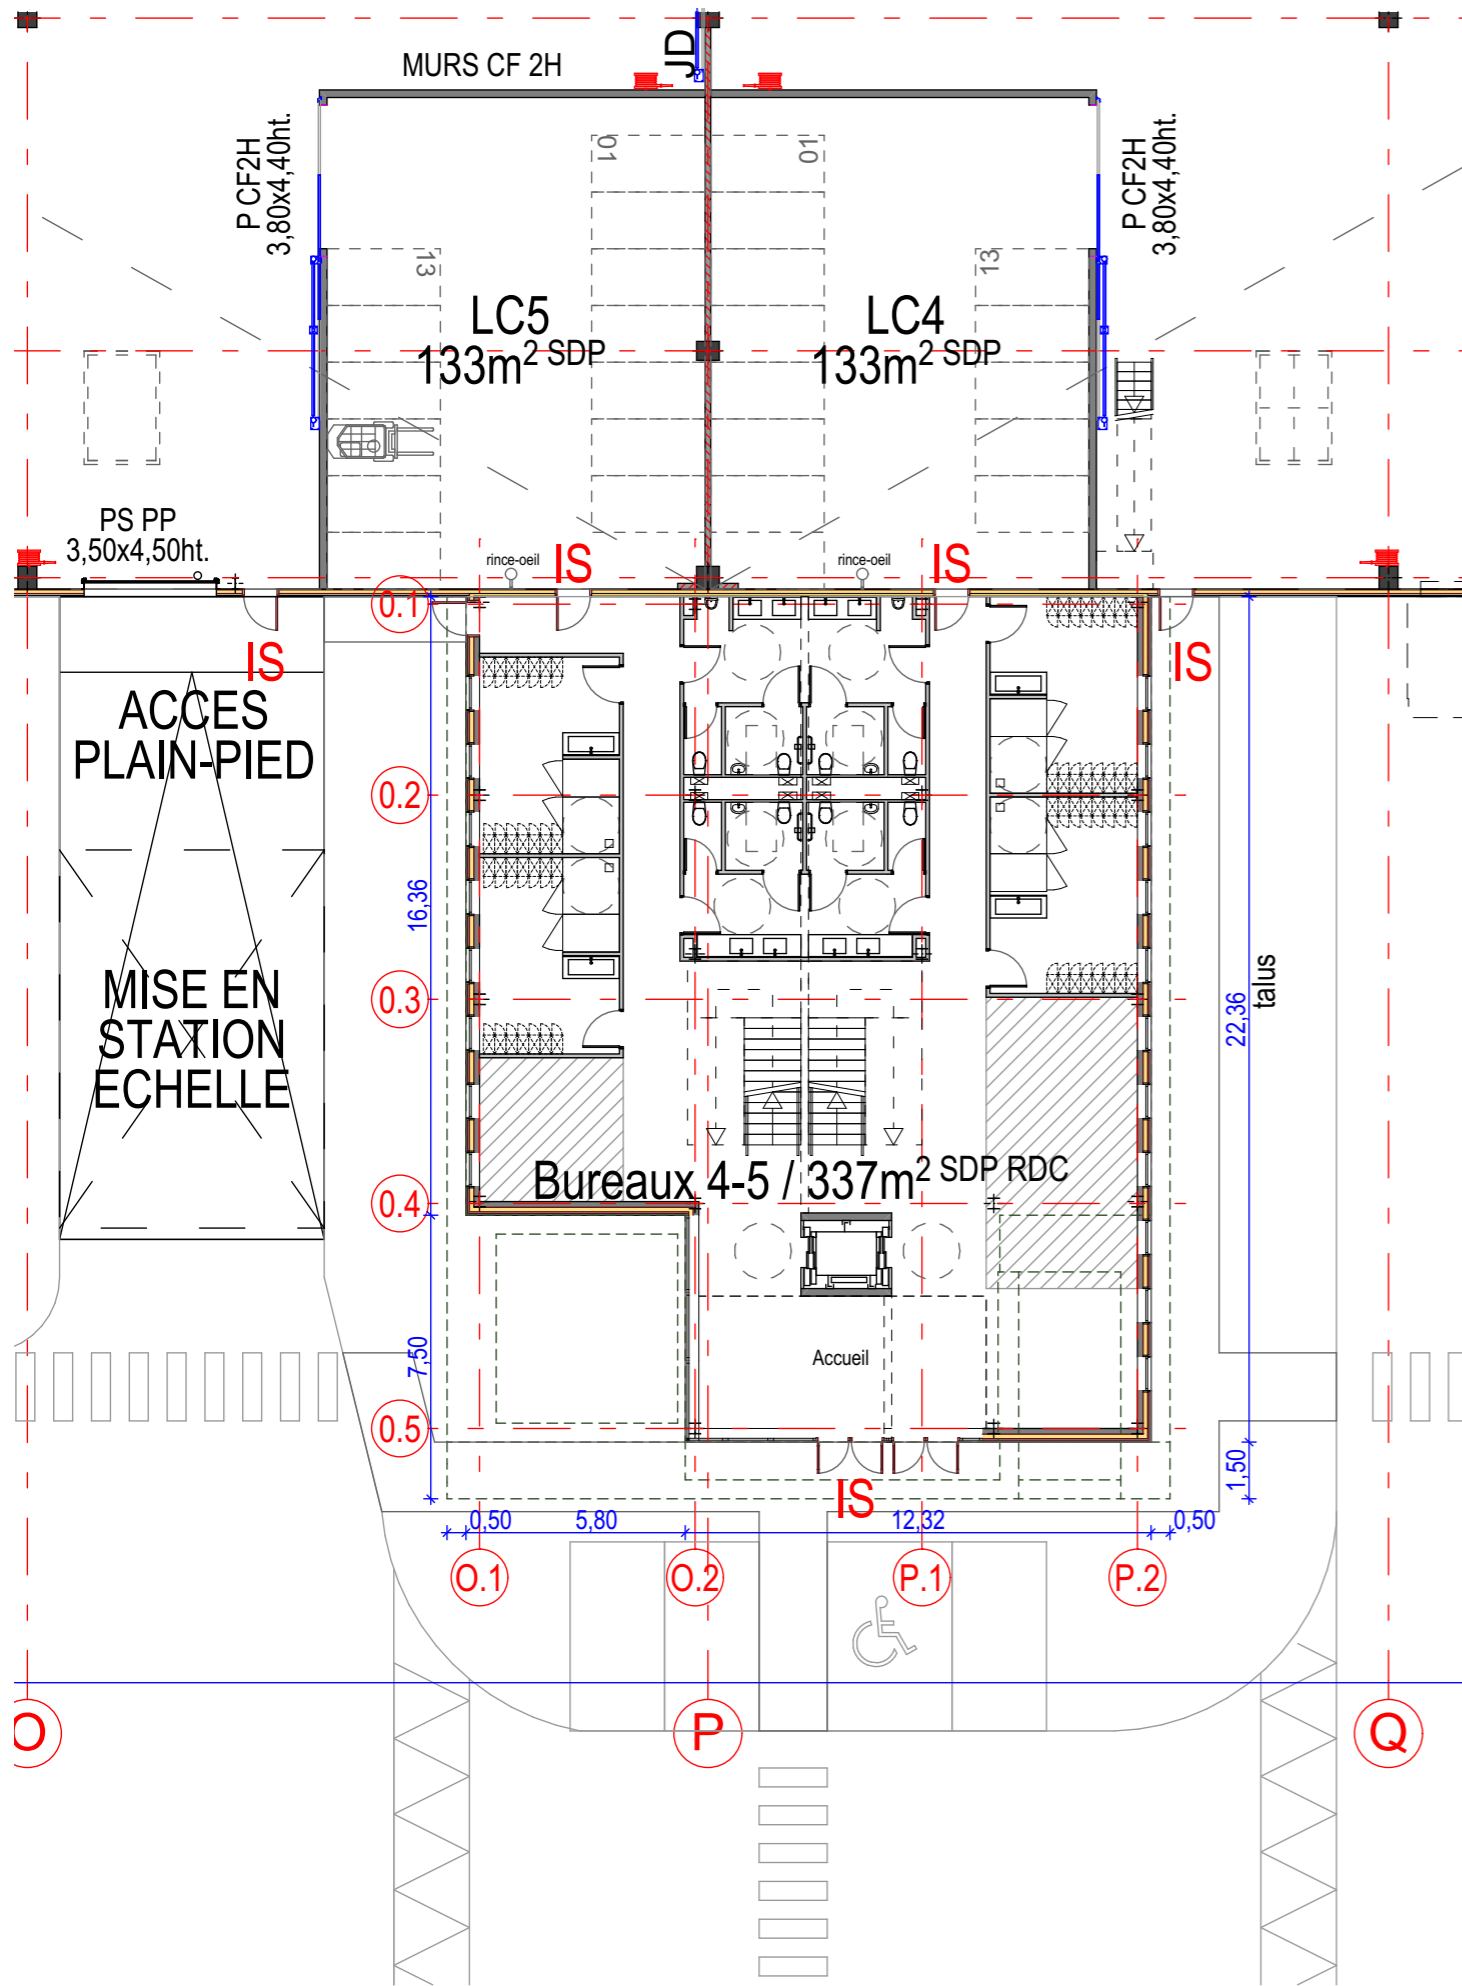 MURS CF 2H
JD
P CF2H
3,80x4,40ht.
P CF2H
3,80x4,40ht.
01
01
13
13
LC5
133m² SDP
LC4
133m² SDP
PS PP
3,50x4,50ht.
rince-oeil
IS
rince-oeil
IS
0.1
IS
IS
ACCES
PLAIN-PIED
0.2
16,36
MISE EN
STATION
ECHELLE
0.3
22,36
talus
Bureaux 4-5 / 337m² SDP RDC
0.4
7,50
Accueil
0.5
1,50
IS
0,50
5,80
12,32
0,50
O.1
O.2
P.1
P.2
O
P
Q